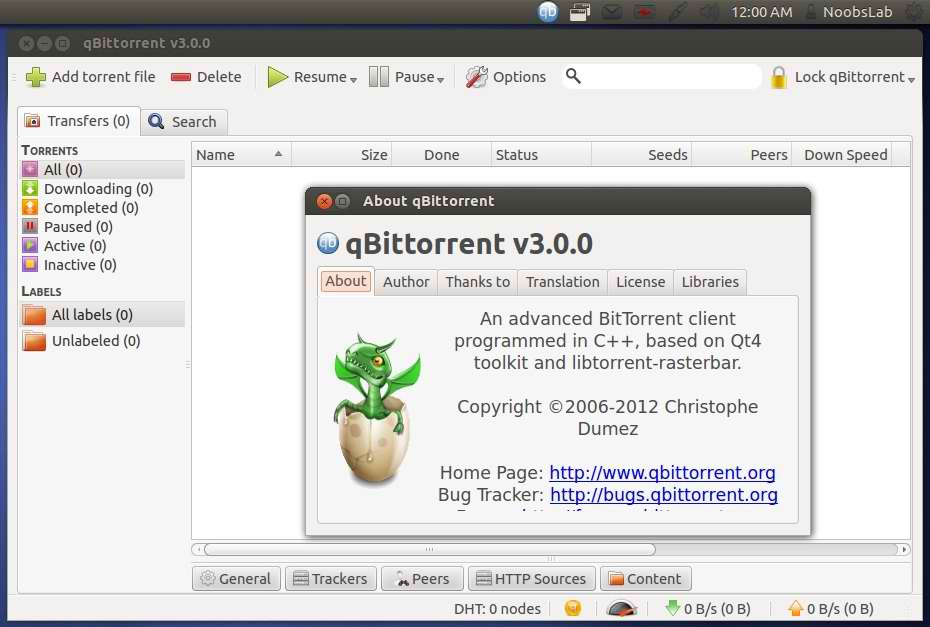 qb 12:00 AM NoobsLab
qBittorrent v3.0.0
Add torrent file Delete Resume Pause Options Lock qBittorrent
Transfers (0) Search
TORRENTS
Name Size Done Status Seeds Peers Down Speed
All (0)
Downloading (0)
Completed (0)
Paused (0)
Active (0)
Inactive (0)
LABELS
All labels (0)
Unlabeled (0)
About qBittorrent
qb qBittorrent v3.0.0
About Author Thanks to Translation License Libraries
An advanced BitTorrent client
programmed in C++, based on Qt4
toolkit and libtorrent-rasterbar.
Copyright ©2006-2012 Christophe
Dumez
Home Page: http://www.qbittorrent.org
Bug Tracker: http://bugs.qbittorrent.org
General Trackers Peers HTTP Sources Content
DHT: 0 nodes 0 B/s (0 B) 0 B/s (0 B)